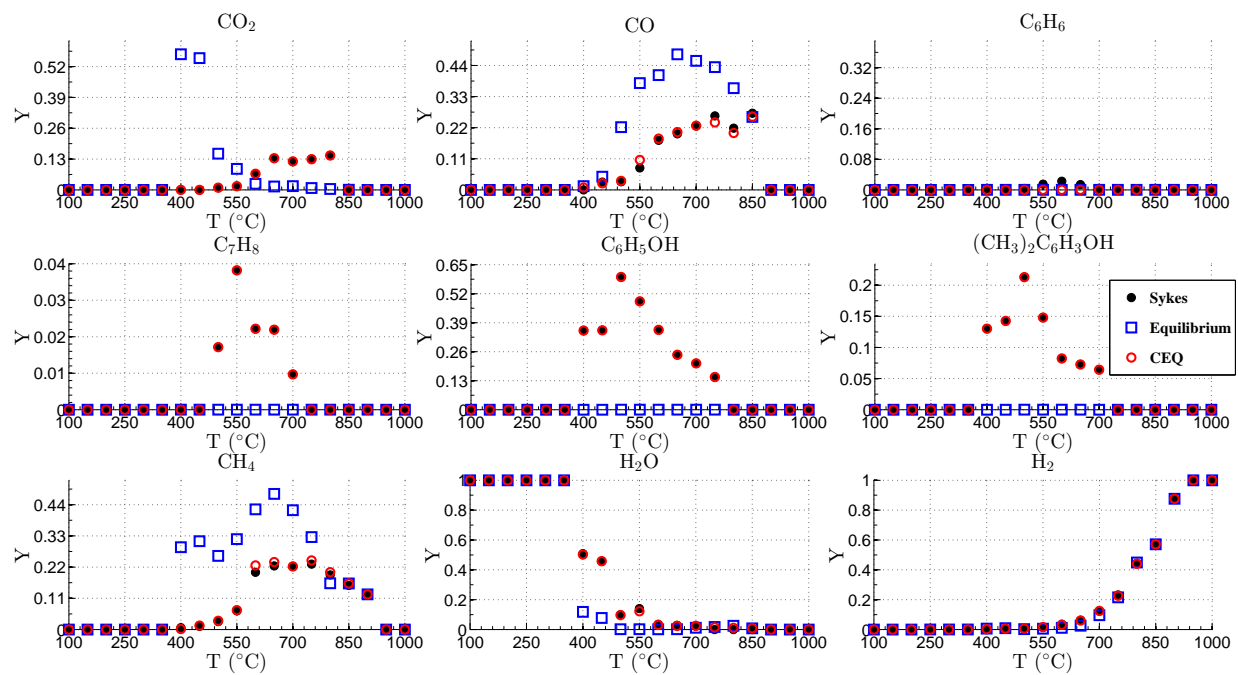 CO₂
Y
0.52
0.39
0.26
0.13
0
100 250 400 550 700 850 1000
T (°C)
CO
Y
0.44
0.33
0.22
0.11
0
100 250 400 550 700 850 1000
T (°C)
C₆H₆
Y
0.32
0.24
0.16
0.08
0
100 250 400 550 700 850 1000
T (°C)
C₇H₈
Y
0.04
0.03
0.02
0.01
0
100 250 400 550 700 850 1000
T (°C)
C₆H₅OH
Y
0.65
0.52
0.39
0.26
0.13
0
100 250 400 550 700 850 1000
T (°C)
(CH₃)₂C₆H₃OH
Y
0.2
0.15
0.1
0.05
0
100 250 400 550 700 850 1000
T (°C)
Sykes
Equilibrium
CEQ
CH₄
Y
0.44
0.33
0.22
0.11
0
100 250 400 550 700 850 1000
T (°C)
H₂O
Y
1
0.8
0.6
0.4
0.2
0
100 250 400 550 700 850 1000
T (°C)
H₂
Y
1
0.8
0.6
0.4
0.2
0
100 250 400 550 700 850 1000
T (°C)